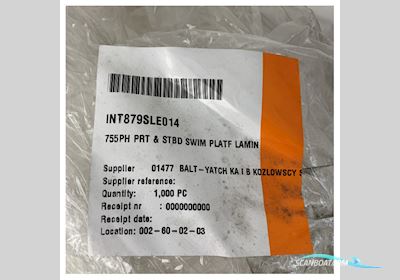 INT879SLE014
755PH PRT & STBD SWIM PLATF LAMIN
Supplier 01477 BALT-YATCH KA I B KOZLOWSCY S
Supplier reference:
Quantity: 1,000 PC
Receipt nr : 0000000000
Receipt date:
Location: 002-60-02-03
SCANBOAT.COM